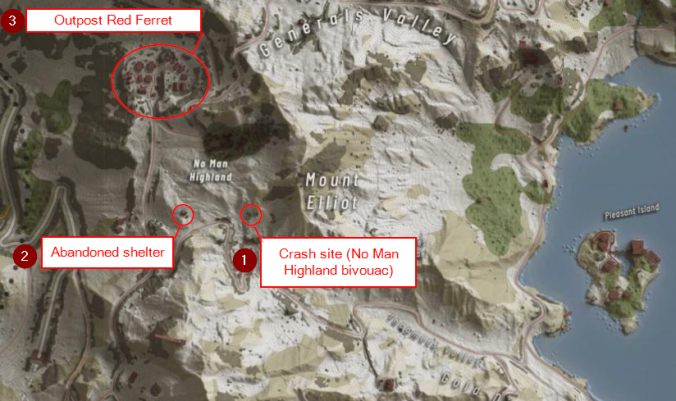 3
Outpost Red Ferret
Generals Valley
No Man
Highland
Mount
Elliot
Pleasant Island
2
Abandoned shelter
1
Crash site (No Man
Highland bivouac)